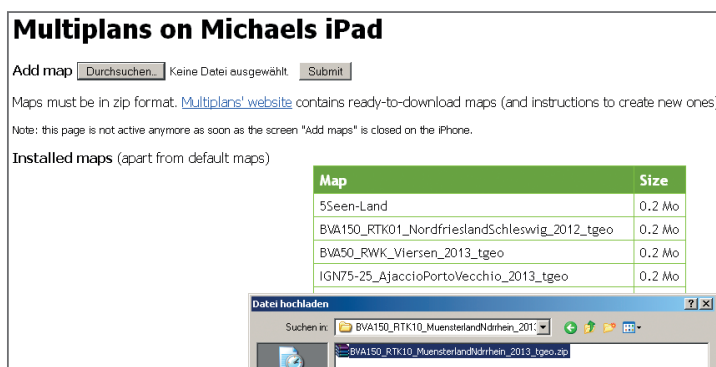 Multiplans on Michaels iPad
Add map Durchsuchen... Keine Datei ausgewählt. Submit
Maps must be in zip format. Multiplans' website contains ready-to-download maps (and instructions to create new ones)
Note: this page is not active anymore as soon as the screen "Add maps" is closed on the iPhone.
Installed maps (apart from default maps)
Map Size
5Seen-Land 0.2 Mo
BVA150_RTK01_NordfrieslandSchleswig_2012_tgeo 0.2 Mo
BVA50_RWK_Viersen_2013_tgeo 0.2 Mo
IGN75-25_AjaccioPortoVecchio_2013_tgeo 0.2 Mo
Datei hochladen
Suchen in: BVA150_RTK10_MuensterlandNdrrhein_201
BVA150_RTK10_MuensterlandNdrrhein_2013_tgeo.zip